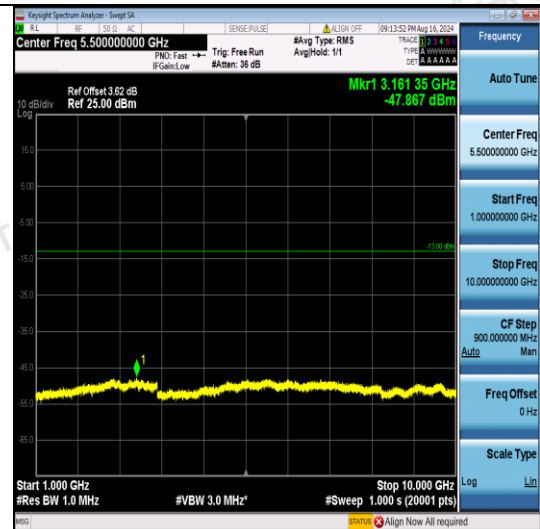 Keysight Spectrum Analyzer - Swept SA
RL RF 50 Ω AC SENSE:PULSE ALIGN OFF 09:13:52 PM Aug 16, 2024
Center Freq 5.500000000 GHz
PNO: Fast
IFGain:Low
Trig: Free Run
#Atten: 36 dB
#Avg Type: RMS
Avg|Hold: 1/1
TRACE 1 2 3 4 5 6
TYPE A WWWWW
DET A A A A A A
Ref Offset 3.62 dB
10 dB/div Ref 25.00 dBm
Log
Mkr1 3.161 35 GHz
-47.867 dBm
15.0
5.00
-5.00
-13.00 dBm
-15.0
-25.0
-35.0
1
-45.0
-55.0
-65.0
Start 1.000 GHz
Stop 10.000 GHz
#Res BW 1.0 MHz #VBW 3.0 MHz* #Sweep 1.000 s (20001 pts)
MSG STATUS Align Now All required
Frequency
Auto Tune
Center Freq
5.500000000 GHz
Start Freq
1.000000000 GHz
Stop Freq
10.000000000 GHz
CF Step
900.000000 MHz
Auto Man
Freq Offset
0 Hz
Scale Type
Log Lin